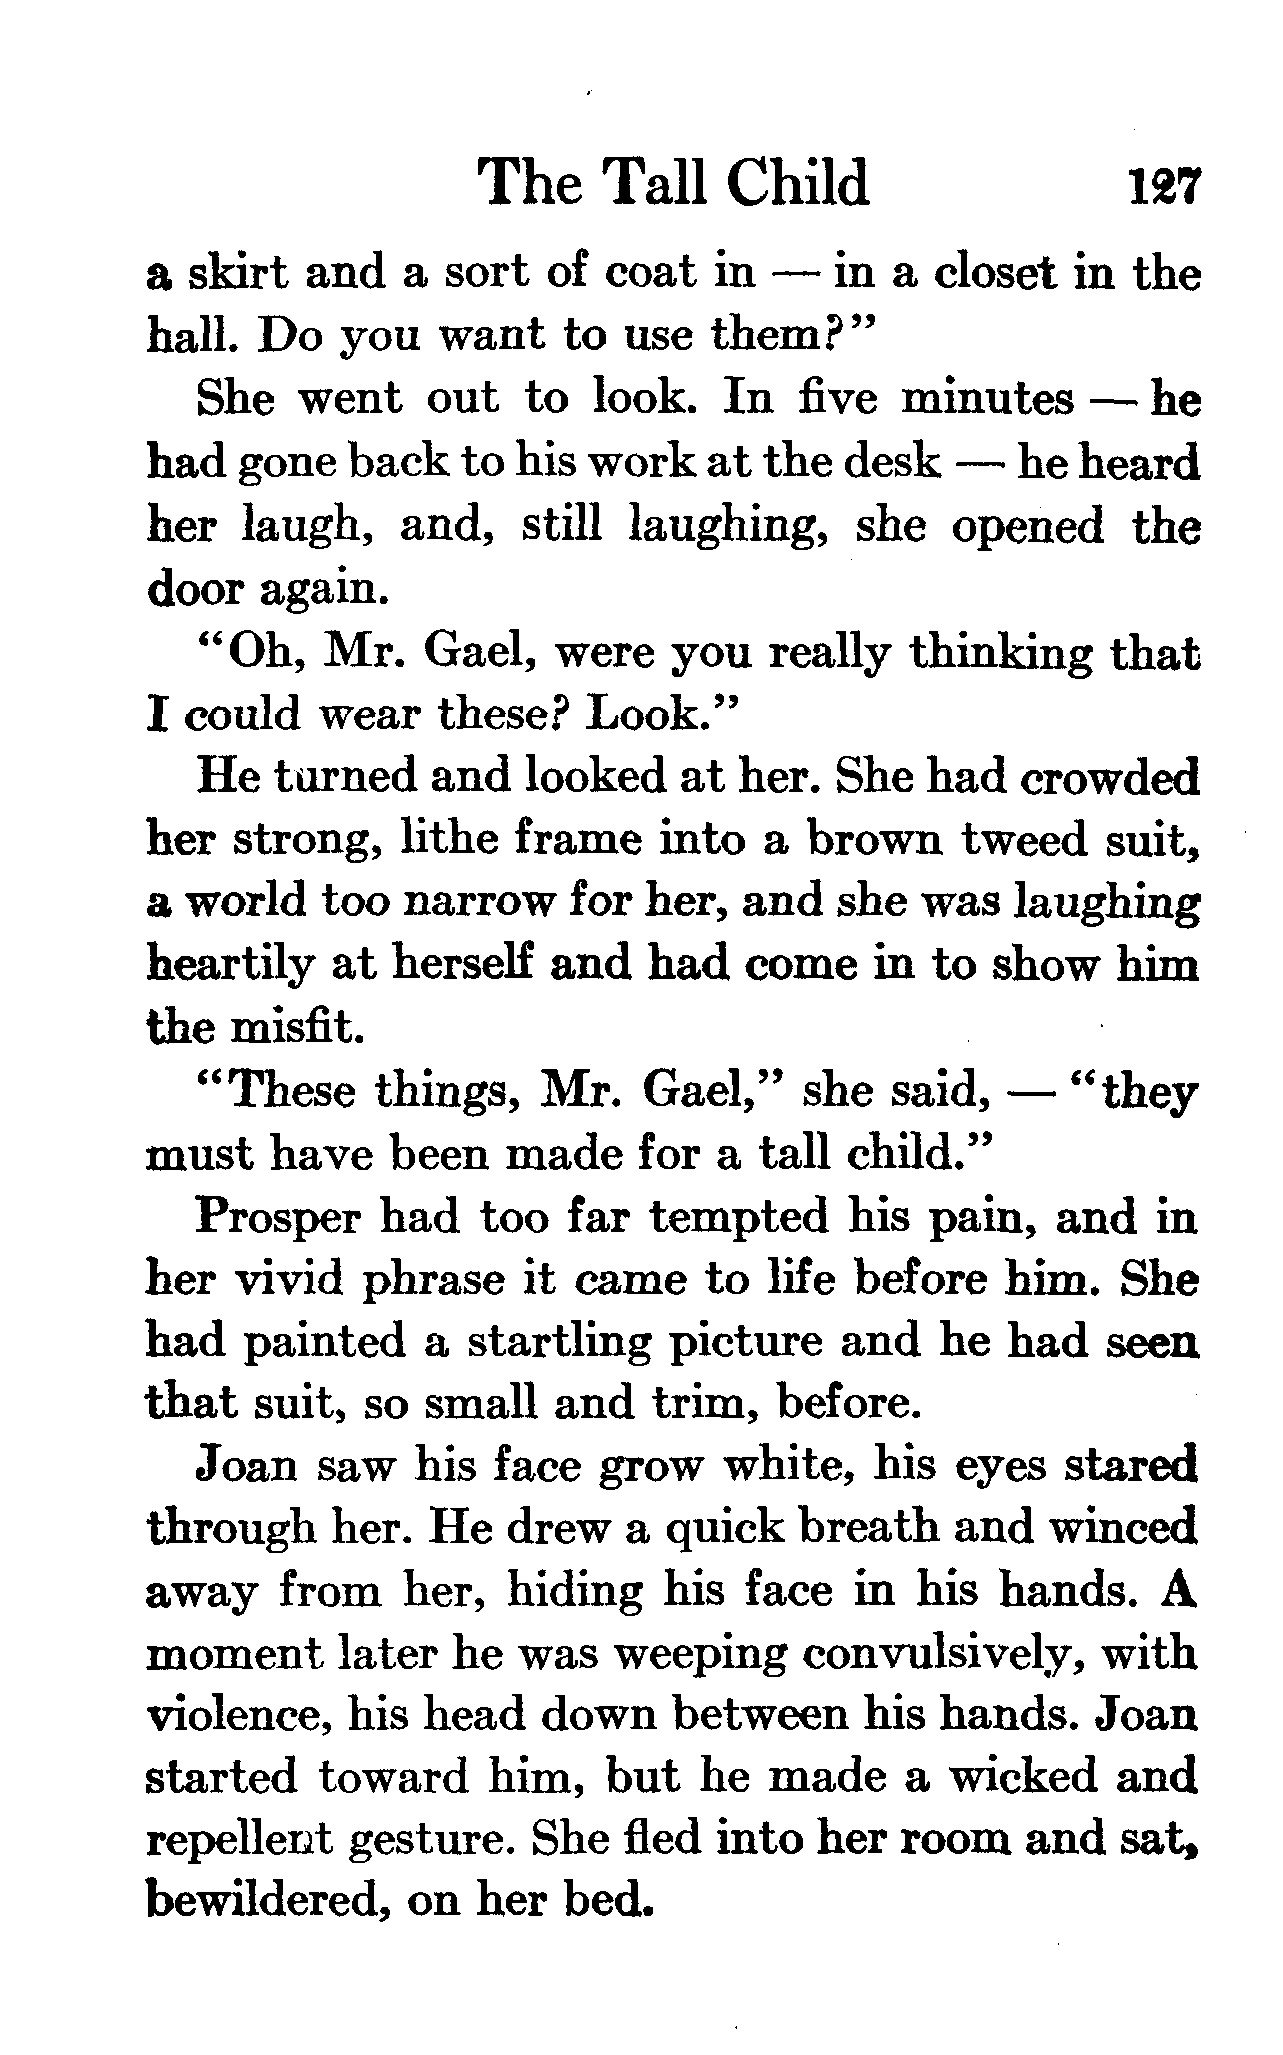 The Tall Child 127
a skirt and a sort of coat in — in a closet in the
hall. Do you want to use them?”
She went out to look. In five minutes — he
had gone back to his work at the desk — he heard
her laugh, and, still laughing, she opened the
door again.
“Oh, Mr. Gael, were you really thinking that
I could wear these? Look.”
He turned and looked at her. She had crowded
her strong, lithe frame into a brown tweed suit,
a world too narrow for her, and she was laughing
heartily at herself and had come in to show him
the misfit.
“These things, Mr. Gael,” she said, — “they
must have been made for a tall child.”
Prosper had too far tempted his pain, and in
her vivid phrase it came to life before him. She
had painted a startling picture and he had seen
that suit, so small and trim, before.
Joan saw his face grow white, his eyes stared
through her. He drew a quick breath and winced
away from her, hiding his face in his hands. A
moment later he was weeping convulsively, with
violence, his head down between his hands. Joan
started toward him, but he made a wicked and
repellent gesture. She fled into her room and sat,
bewildered, on her bed.